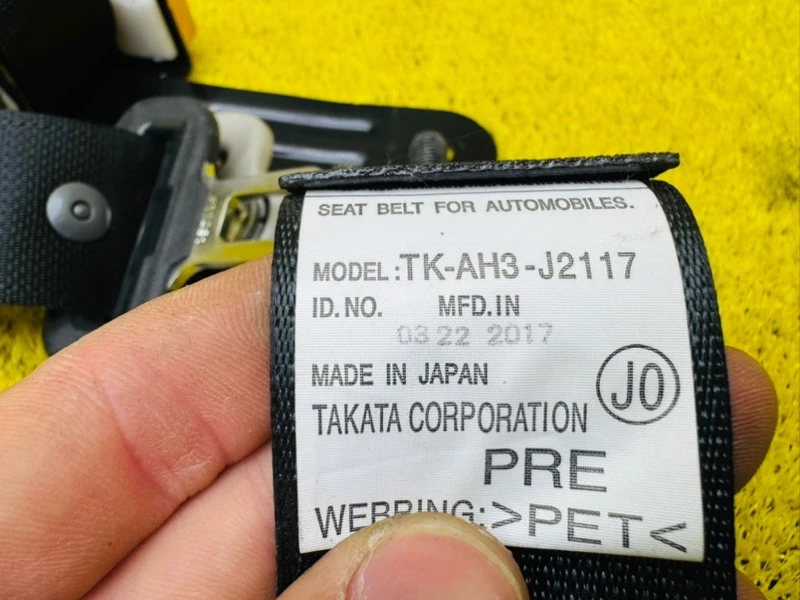 SEAT BELT FOR AUTOMOBILES.
MODEL: TK-AH3-J2117
ID. NO. MFD. IN
03 22 2017
MADE IN JAPAN
J0
TAKATA CORPORATION
PRE
WEBBING: >PET<